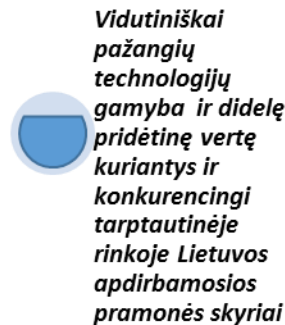 Vidutiniškai
pažangių
technologijų
gamyba ir didelę
pridėtinę vertę
kuriantys ir
konkurencingi
tarptautinėje
rinkoje Lietuvos
apdirbamosios
pramonės skyriai